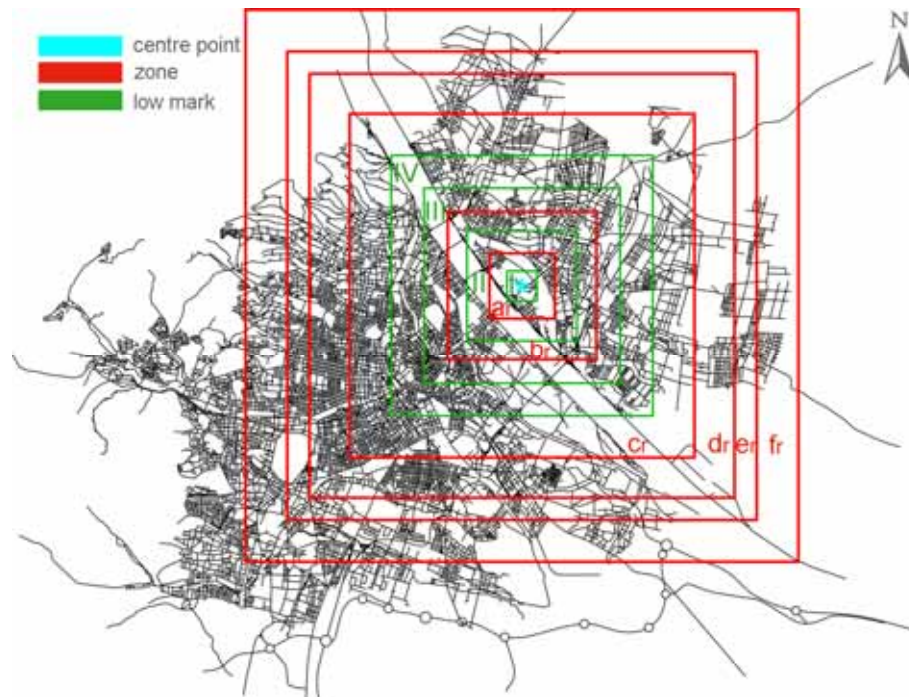 centre point
zone
low mark
N
IV
III
II
I
ar
br
cr
dr
er
fr